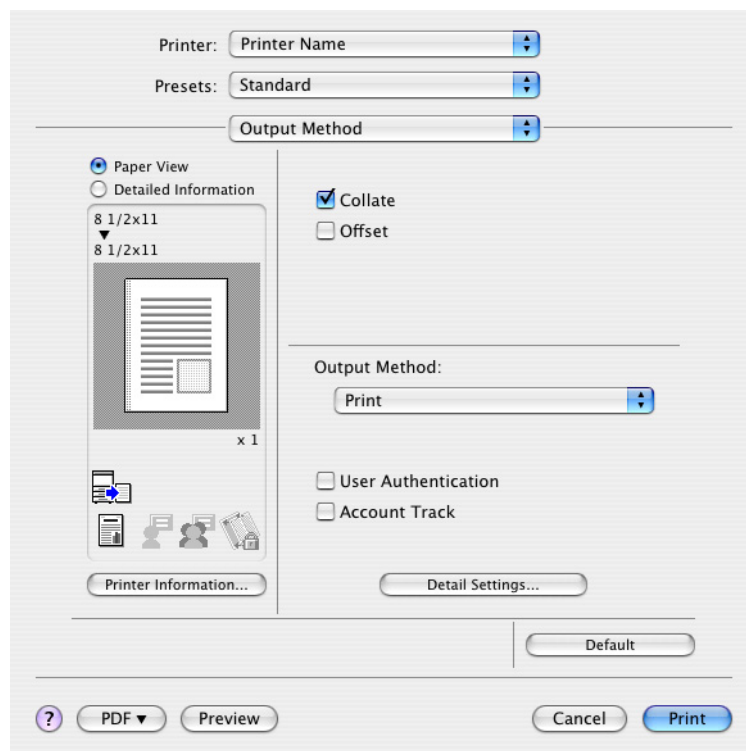 Printer: Printer Name
Presets: Standard
Output Method
Paper View
Detailed Information
8 1/2x11
▼
8 1/2x11
x 1
Printer Information...
Collate
Offset
Output Method:
Print
User Authentication
Account Track
Detail Settings...
Default
? PDF ▼ Preview Cancel Print